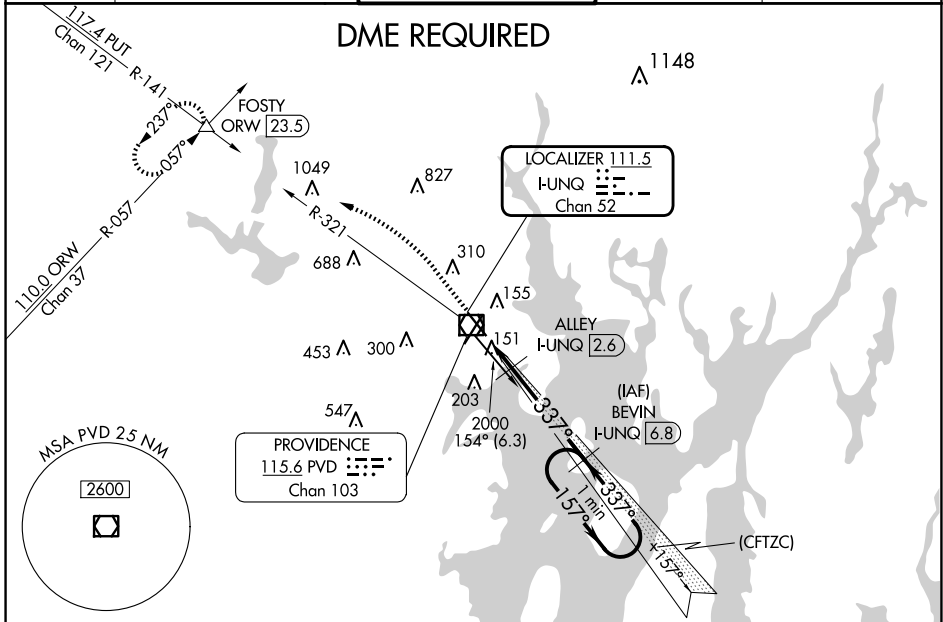 DME REQUIRED
117.4 PUT
Chan 121
R-141
1148
FOSTY
ORW 23.5
237°
057°
LOCALIZER 111.5
I-UNQ
Chan 52
1049
827
R-321
R-057
110.0 ORW
Chan 37
688
310
155
ALLEY
I-UNQ 2.6
151
453
300
203
(IAF)
BEVIN
I-UNQ 6.8
337°
2000
154° (6.3)
547
MSA PVD 25 NM
2600
PROVIDENCE
115.6 PVD
Chan 103
1 min
337°
157°
(CFTZC)
x
157°